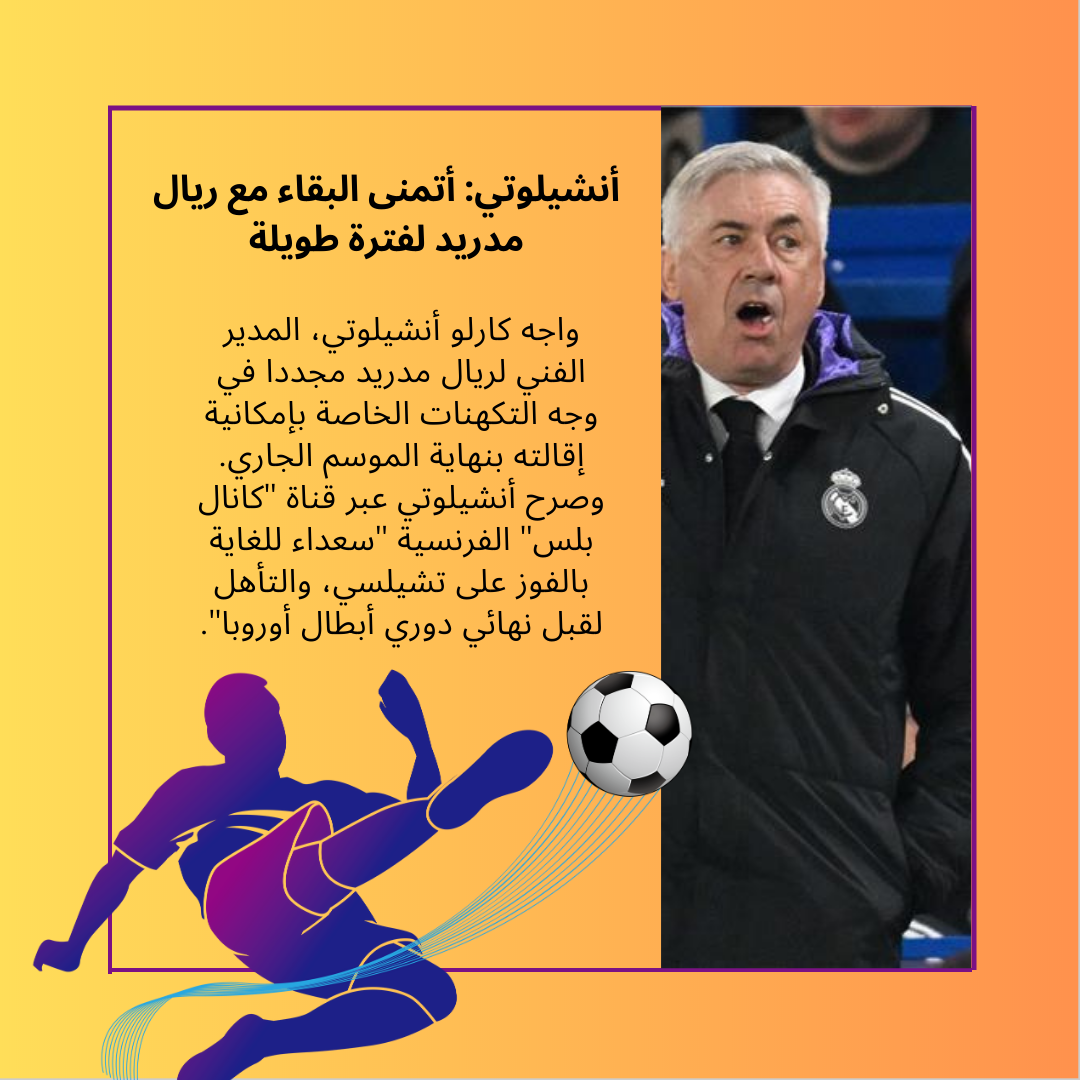 أنشيلوتي: أتمنى البقاء مع ريال
مدريد لفترة طويلة
واجه كارلو أنشيلوتي، المدير
الفني لريال مدريد مجددا في
وجه التكهنات الخاصة بإمكانية
إقالته بنهاية الموسم الجاري.
وصرح أنشيلوتي عبر قناة "كانال
بلس" الفرنسية "سعداء للغاية
بالفوز على تشيلسي، والتأهل
لقبل نهائي دوري أبطال أوروبا".